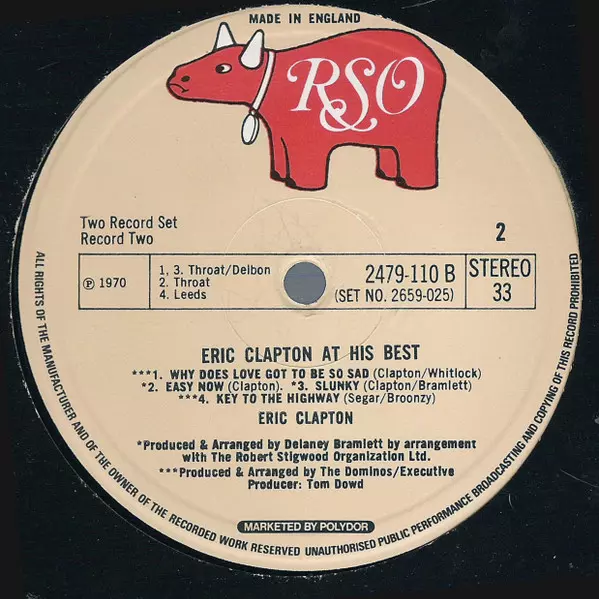 MADE IN ENGLAND
RSO
Two Record Set
Record Two
2
℗ 1970
1, 3. Throat/Delbon
2. Throat
4. Leeds
2479-110 B
(SET NO. 2659-025)
STEREO
33
ERIC CLAPTON AT HIS BEST
***1. WHY DOES LOVE GOT TO BE SO SAD (Clapton/Whitlock)
*2. EASY NOW (Clapton). *3. SLUNKY (Clapton/Bramlett)
***4. KEY TO THE HIGHWAY (Segar/Broonzy)
ERIC CLAPTON
*Produced & Arranged by Delaney Bramlett by arrangement
with The Robert Stigwood Organization Ltd.
***Produced & Arranged by The Dominos/Executive
Producer: Tom Dowd
MARKETED BY POLYDOR
ALL RIGHTS OF THE MANUFACTURER AND OF THE OWNER OF THE RECORDED WORK RESERVED UNAUTHORISED PUBLIC PERFORMANCE BROADCASTING AND COPYING OF THIS RECORD PROHIBITED